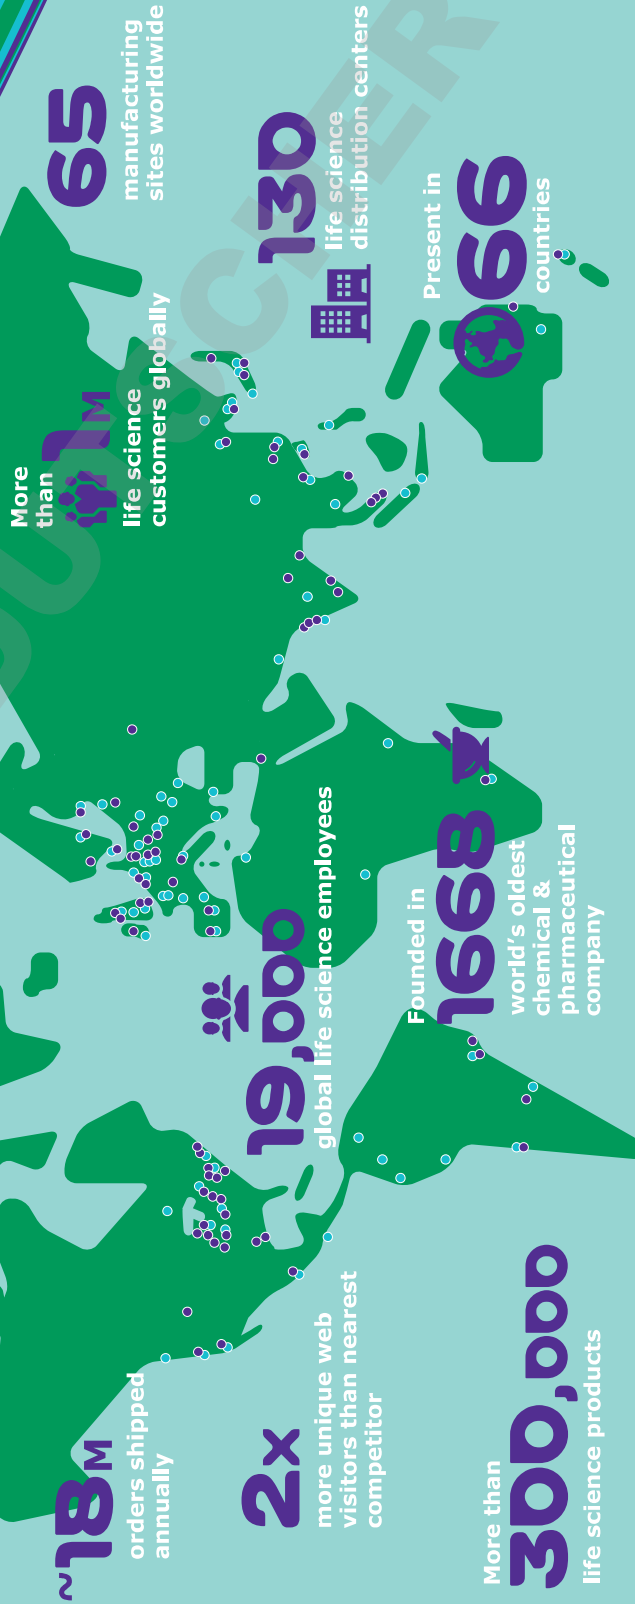 ~18M
orders shipped
annually
2x
more unique web
visitors than nearest
competitor
More than
300,000
life science products
19,000
global life science employees
Founded in
1668
world's oldest
chemical &
pharmaceutical
company
More
than
1M
life science
customers globally
65
manufacturing
sites worldwide
130
life science
distribution centers
Present in
66
countries